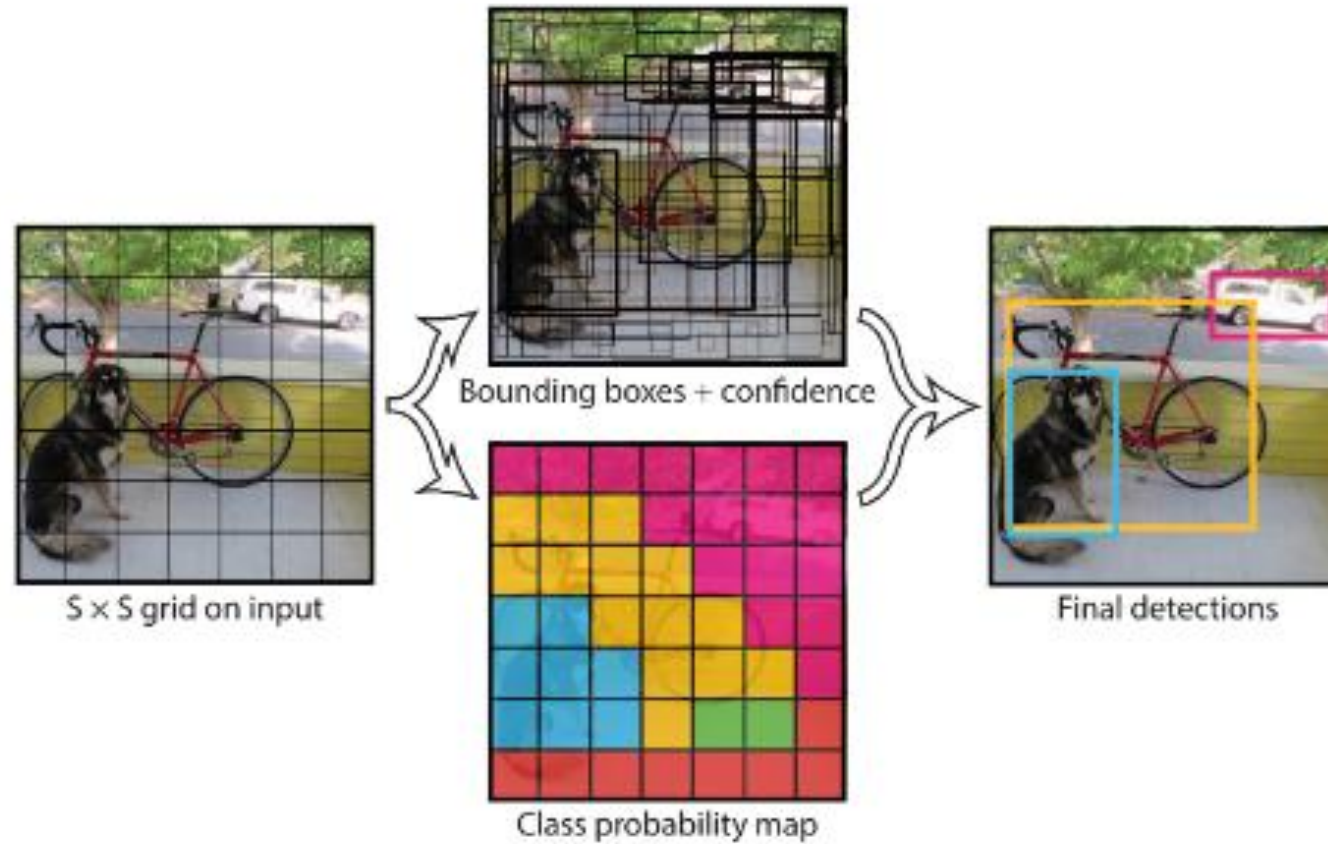 S × S grid on input
Bounding boxes + confidence
Class probability map
Final detections